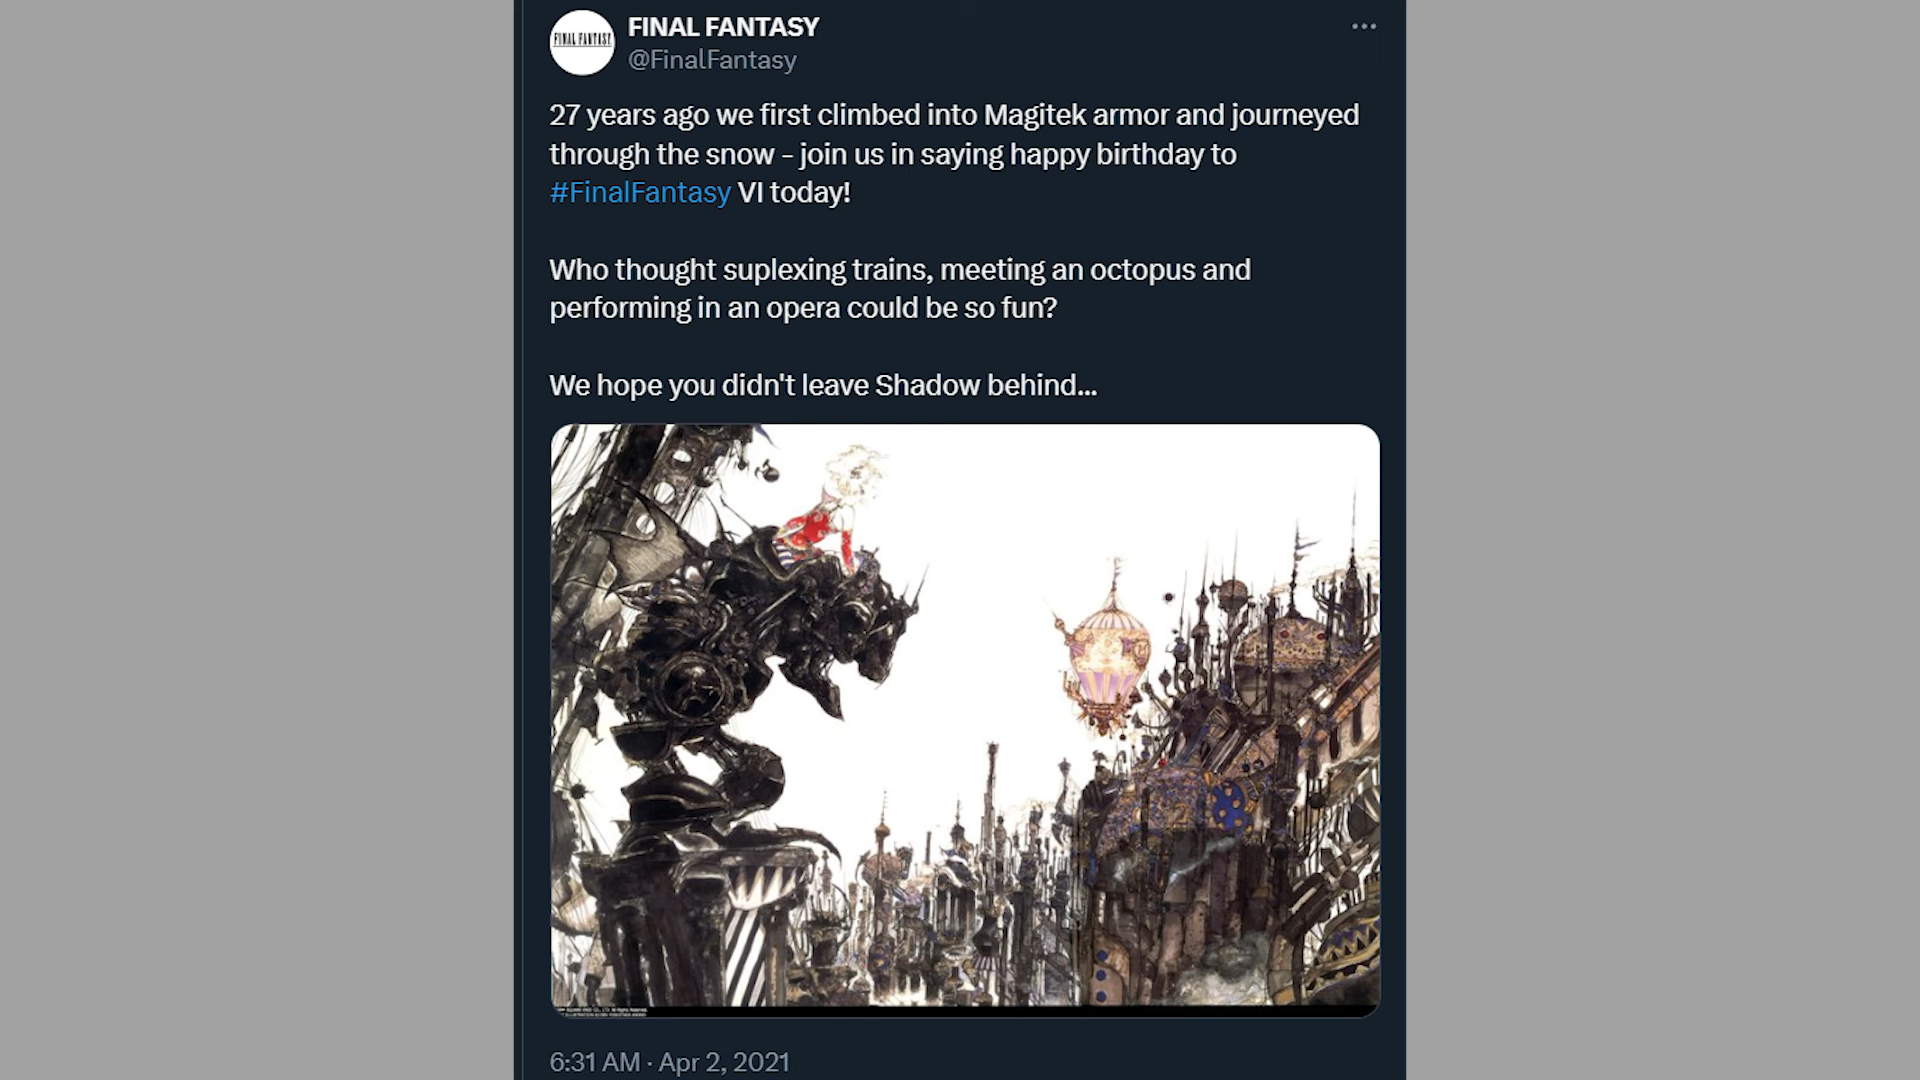 FINAL FANTASY
FINAL FANTASY
@FinalFantasy
27 years ago we first climbed into Magitek armor and journeyed
through the snow - join us in saying happy birthday to
#FinalFantasy VI today!
Who thought suplexing trains, meeting an octopus and
performing in an opera could be so fun?
We hope you didn't leave Shadow behind...
6:31 AM · Apr 2, 2021